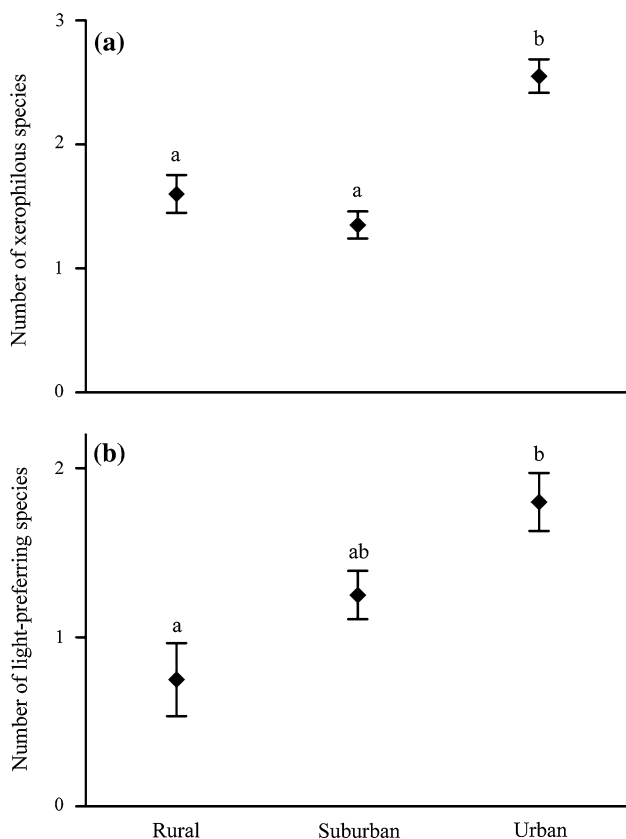 (a)
Number of xerophilous species
3
2
1
0
a
a
b
(b)
Number of light-preferring species
2
1
0
a
ab
b
Rural
Suburban
Urban